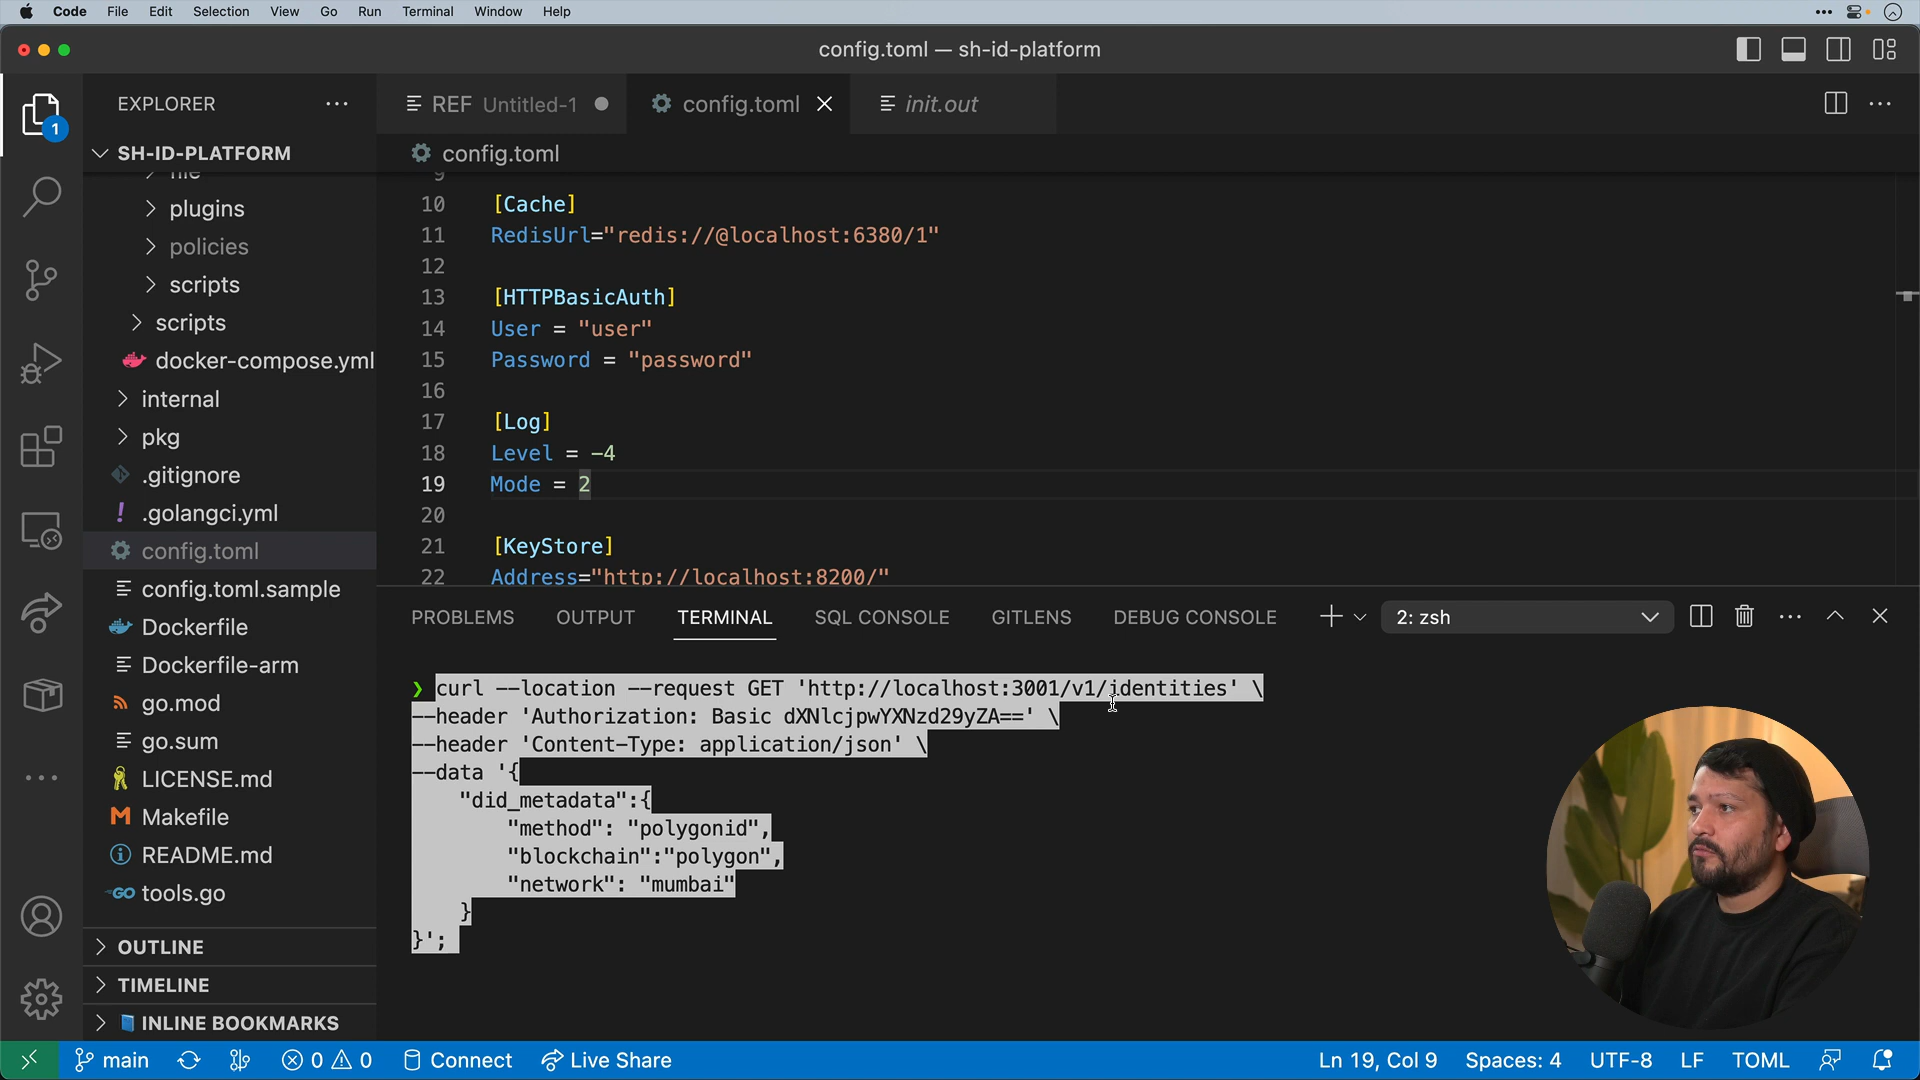 Code File Edit Selection View Go Run Terminal Window Help
config.toml — sh-id-platform
EXPLORER
REF Untitled-1
config.toml
init.out
1
SH-ID-PLATFORM
config.toml
file
plugins
policies
scripts
scripts
docker-compose.yml
internal
pkg
.gitignore
.golangci.yml
config.toml
config.toml.sample
Dockerfile
Dockerfile-arm
go.mod
go.sum
LICENSE.md
Makefile
README.md
tools.go
OUTLINE
TIMELINE
INLINE BOOKMARKS
9
10 [Cache]
11 RedisUrl="redis://@localhost:6380/1"
12
13 [HTTPBasicAuth]
14 User = "user"
15 Password = "password"
16
17 [Log]
18 Level = -4
19 Mode = 2
20
21 [KeyStore]
22 Address="http://localhost:8200/"
PROBLEMS OUTPUT TERMINAL SQL CONSOLE GITLENS DEBUG CONSOLE 2: zsh
❯ curl --location --request GET 'http://localhost:3001/v1/identities' \
--header 'Authorization: Basic dXNlcjpwYXNzd29yZA==' \
--header 'Content-Type: application/json' \
--data '{
"did_metadata":{
"method": "polygonid",
"blockchain":"polygon",
"network": "mumbai"
}
}';
main 0 0 Connect Live Share Ln 19, Col 9 Spaces: 4 UTF-8 LF TOML